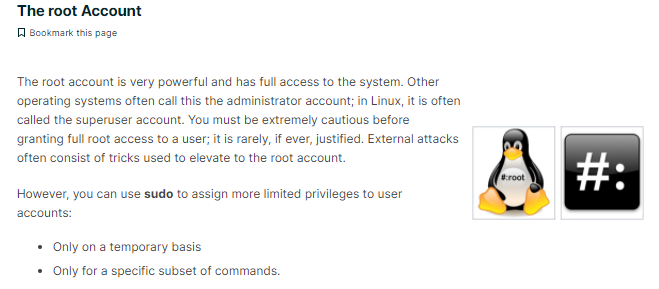 The root Account
Bookmark this page
The root account is very powerful and has full access to the system. Other
operating systems often call this the administrator account; in Linux, it is often
called the superuser account. You must be extremely cautious before
granting full root access to a user; it is rarely, if ever, justified. External attacks
often consist of tricks used to elevate to the root account.
#:root
#:
However, you can use sudo to assign more limited privileges to user
accounts:
• Only on a temporary basis
• Only for a specific subset of commands.